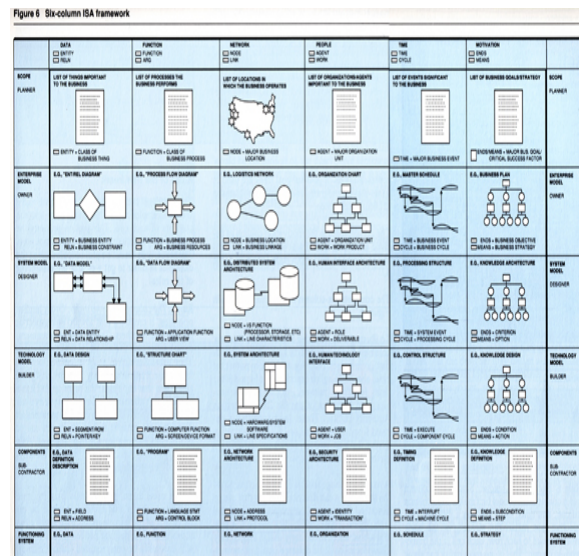 Figure 6 Six-column ISA framework
DATA
ENTITY
RELN
FUNCTION
FUNCTION
ARG
NETWORK
NODE
LINK
PEOPLE
AGENT
WORK
TIME
TIME
CYCLE
MOTIVATION
ENDS
MEANS
SCOPE
PLANNER
LIST OF THINGS IMPORTANT
TO THE BUSINESS
ENTITY = CLASS OF
BUSINESS THING
LIST OF PROCESSES THE
BUSINESS PERFORMS
FUNCTION = CLASS OF
BUSINESS PROCESS
LIST OF LOCATIONS IN
WHICH THE BUSINESS OPERATES
NODE = MAJOR BUSINESS
LOCATION
LIST OF ORGANIZATIONS/AGENTS
IMPORTANT TO THE BUSINESS
AGENT = MAJOR ORGANIZATION
UNIT
LIST OF EVENTS SIGNIFICANT
TO THE BUSINESS
TIME = MAJOR BUSINESS EVENT
LIST OF BUSINESS GOALS/STRATEGY
ENDS/MEANS = MAJOR BUS. GOAL/
CRITICAL SUCCESS FACTOR
SCOPE
PLANNER
ENTERPRISE
MODEL
OWNER
E.G., "ENT/REL DIAGRAM"
ENTITY = BUSINESS ENTITY
RELN = BUSINESS CONSTRAINT
E.G., "PROCESS FLOW DIAGRAM"
FUNCTION = BUSINESS PROCESS
ARG = BUSINESS RESOURCES
E.G., LOGISTICS NETWORK
NODE = BUSINESS LOCATION
LINK = BUSINESS LINKAGE
E.G., ORGANIZATION CHART
AGENT = ORGANIZATION UNIT
WORK = WORK PRODUCT
E.G., MASTER SCHEDULE
TIME = BUSINESS EVENT
CYCLE = BUSINESS CYCLE
E.G., BUSINESS PLAN
ENDS = BUSINESS OBJECTIVE
MEANS = BUSINESS STRATEGY
ENTERPRISE
MODEL
OWNER
SYSTEM MODEL
DESIGNER
E.G., "DATA MODEL"
ENT = DATA ENTITY
RELN = DATA RELATIONSHIP
E.G., "DATA FLOW DIAGRAM"
FUNCTION = APPLICATION FUNCTION
ARG = USER VIEW
E.G., DISTRIBUTED SYSTEM
ARCHITECTURE
NODE = I/S FUNCTION
(PROCESSOR, STORAGE, ETC)
LINK = LINE CHARACTERISTICS
E.G., HUMAN INTERFACE ARCHITECTURE
AGENT = ROLE
WORK = DELIVERABLE
E.G., PROCESSING STRUCTURE
TIME = SYSTEM EVENT
CYCLE = PROCESSING CYCLE
E.G., KNOWLEDGE ARCHITECTURE
ENDS = CRITERION
MEANS = OPTION
SYSTEM
MODEL
DESIGNER
TECHNOLOGY
MODEL
BUILDER
E.G., DATA DESIGN
ENT = SEGMENT/ROW
RELN = POINTER/KEY
E.G., "STRUCTURE CHART"
FUNCTION = COMPUTER FUNCTION
ARG = SCREEN/DEVICE FORMAT
E.G., SYSTEM ARCHITECTURE
NODE = HARDWARE/SYSTEM
SOFTWARE
LINK = LINE SPECIFICATIONS
E.G., HUMAN/TECHNOLOGY
INTERFACE
AGENT = USER
WORK = JOB
E.G., CONTROL STRUCTURE
TIME = EXECUTE
CYCLE = COMPONENT CYCLE
E.G., KNOWLEDGE DESIGN
ENDS = CONDITION
MEANS = ACTION
TECHNOLOGY
MODEL
BUILDER
COMPONENTS
SUB-
CONTRACTOR
E.G., DATA
DEFINITION
DESCRIPTION
ENT = FIELD
RELN = ADDRESS
E.G., "PROGRAM"
FUNCTION = LANGUAGE STMT
ARG = CONTROL BLOCK
E.G., NETWORK
ARCHITECTURE
NODE = ADDRESS
LINK = PROTOCOL
E.G., SECURITY
ARCHITECTURE
AGENT = IDENTITY
WORK = "TRANSACTION"
E.G., TIMING
DEFINITION
TIME = INTERRUPT
CYCLE = MACHINE CYCLE
E.G., KNOWLEDGE
DEFINITION
ENDS = SUBCONDITION
MEANS = STEP
COMPONENTS
SUB-
CONTRACTOR
FUNCTIONING
SYSTEM
E.G., DATA
E.G., FUNCTION
E.G., NETWORK
E.G., ORGANIZATION
E.G., SCHEDULE
E.G., STRATEGY
FUNCTIONING
SYSTEM